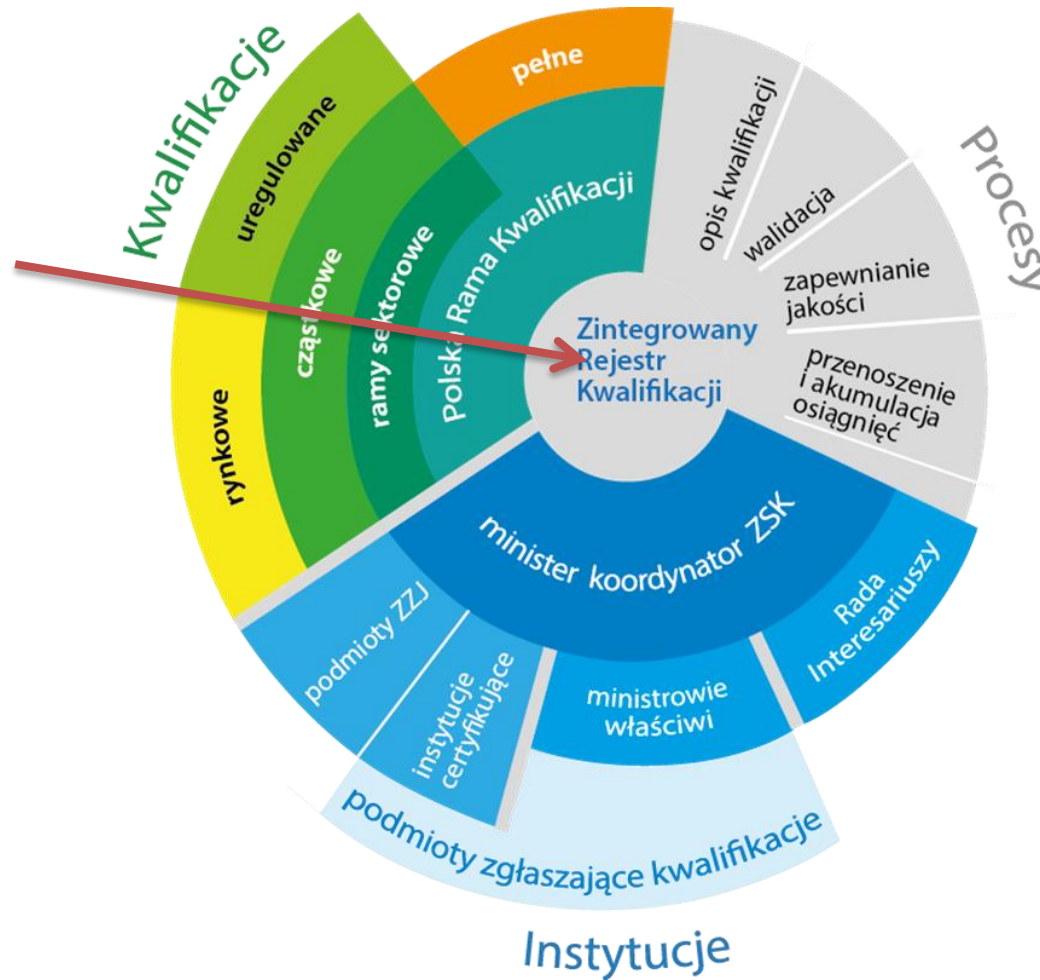 Kwalifikacje
pełne
uregulowane
cząstkowe
rynkowe
ramy sektorowe
Polska Rama Kwalifikacji
Procesy
opis kwalifikacji
walidacja
zapewnianie
jakości
przenoszenie
i akumulacja
osiągnięć
Zintegrowany
Rejestr
Kwalifikacji
minister koordynator ZSK
podmioty ZZJ
instytucje
certyfikujące
ministrowie
właściwi
Rada
Interesariuszy
podmioty zgłaszające kwalifikacje
Instytucje